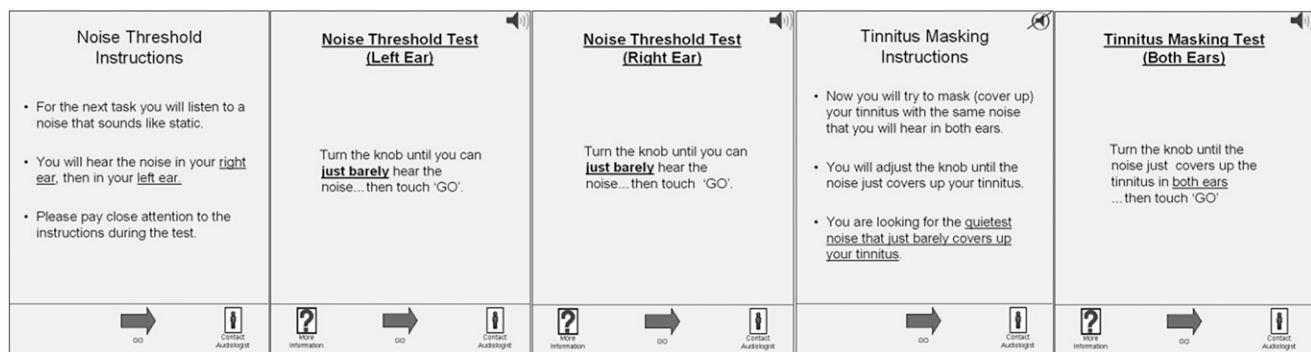 Noise Threshold
Instructions
• For the next task you will listen to a
noise that sounds like static.
• You will hear the noise in your right
ear, then in your left ear.
• Please pay close attention to the
instructions during the test.
GO
Contact
Audiologist
Noise Threshold Test
(Left Ear)
Turn the knob until you can
just barely hear the
noise...then touch 'GO'.
?
More
Information
GO
Contact
Audiologist
Noise Threshold Test
(Right Ear)
Turn the knob until you can
just barely hear the
noise...then touch 'GO'.
?
More
Information
GO
Contact
Audiologist
Tinnitus Masking
Instructions
• Now you will try to mask (cover up)
your tinnitus with the same noise
that you will hear in both ears.
• You will adjust the knob until the
noise just covers up your tinnitus.
• You are looking for the quietest
noise that just barely covers up
your tinnitus.
GO
Contact
Audiologist
Tinnitus Masking Test
(Both Ears)
Turn the knob until the
noise just covers up the
tinnitus in both ears
...then touch 'GO'
?
More
Information
GO
Contact
Audiologist